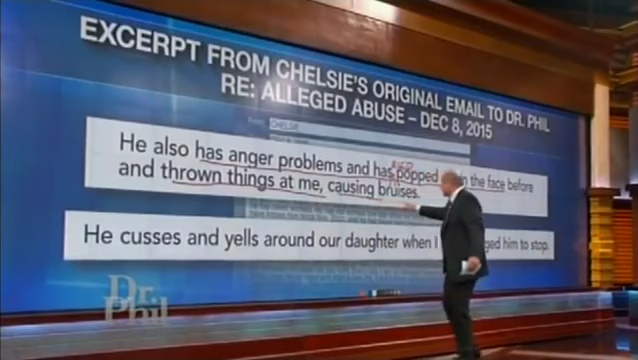 EXCERPT FROM CHELSIE'S ORIGINAL EMAIL TO DR. PHIL
RE: ALLEGED ABUSE – DEC 8, 2015
CHELSIE
He also has anger problems and has popped in the face before
and thrown things at me, causing bruises.
He cusses and yells around our daughter when I him to stop.
Dr.
Phil